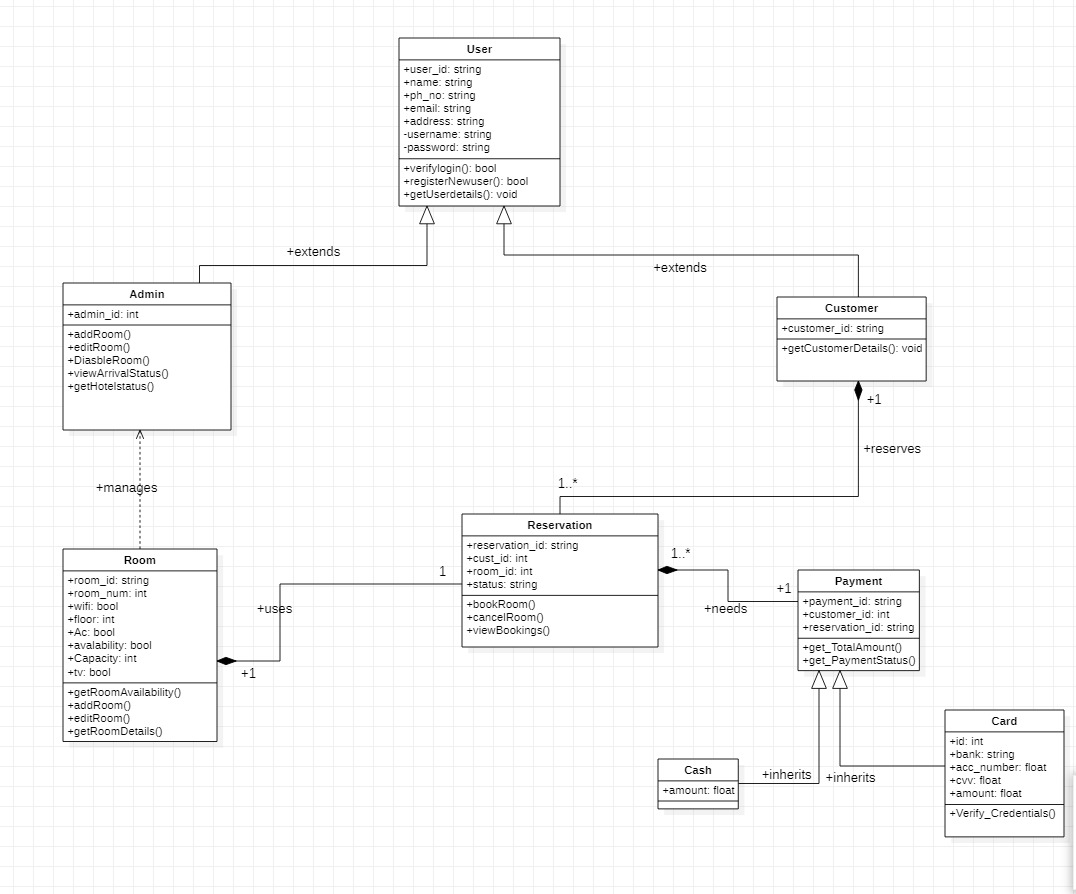 User
+user_id: string
+name: string
+ph_no: string
+email: string
+address: string
-username: string
-password: string
+verifylogin(): bool
+registerNewuser(): bool
+getUserdetails(): void
+extends
+extends
Admin
+admin_id: int
+addRoom()
+editRoom()
+DiasbleRoom()
+viewArrivalStatus()
+getHotelstatus()
Customer
+customer_id: string
+getCustomerDetails(): void
+1
+reserves
1..*
+manages
Reservation
+reservation_id: string
+cust_id: int
+room_id: int
+status: string
+bookRoom()
+cancelRoom()
+viewBookings()
Room
+room_id: string
+room_num: int
+wifi: bool
+floor: int
+Ac: bool
+avalability: bool
+Capacity: int
+tv: bool
+getRoomAvailability()
+addRoom()
+editRoom()
+getRoomDetails()
1
+uses
+1
1..*
+1
+needs
Payment
+payment_id: string
+customer_id: int
+reservation_id: string
+get_TotalAmount()
+get_PaymentStatus()
Cash
+amount: float
+inherits
+inherits
Card
+id: int
+bank: string
+acc_number: float
+cvv: float
+amount: float
+Verify_Credentials()